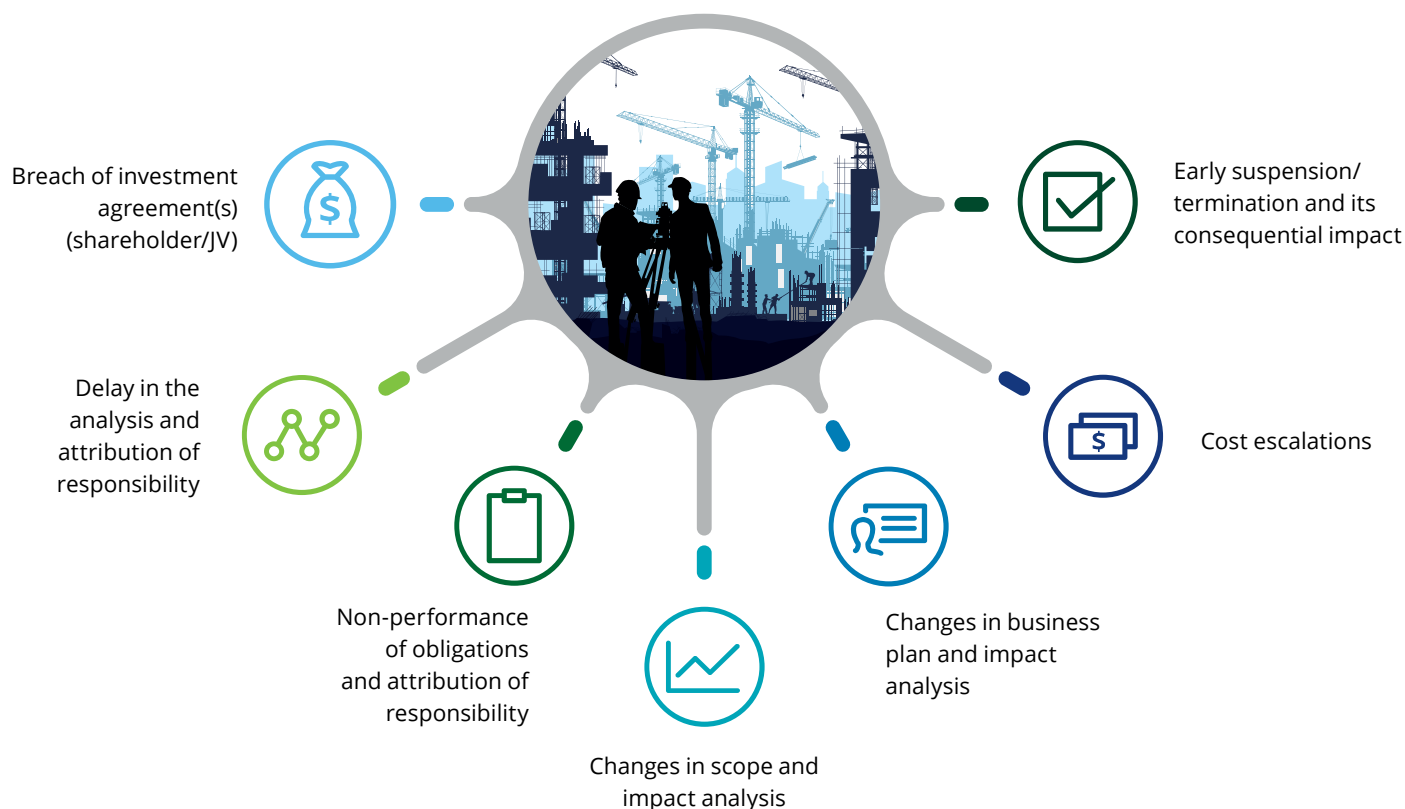 Breach of investment
agreement(s)
(shareholder/JV)
$
Delay in the
analysis and
attribution of
responsibility
Non-performance
of obligations
and attribution of
responsibility
Changes in scope and
impact analysis
Changes in business
plan and impact
analysis
$
Cost escalations
Early suspension/
termination and its
consequential impact